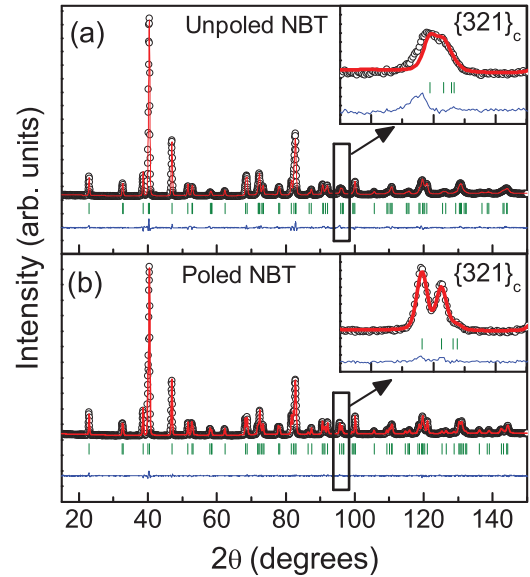 (a)
Unpoled NBT
{321}c
(b)
Poled NBT
{321}c
Intensity (arb. units)
20 40 60 80 100 120 140
2θ (degrees)